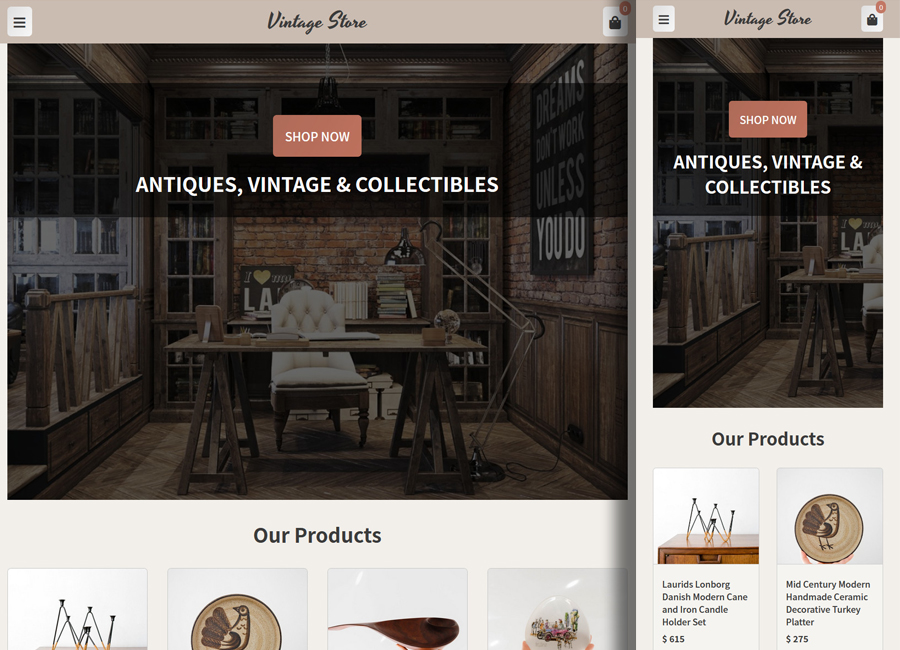 Vintage Store
0
SHOP NOW
ANTIQUES, VINTAGE & COLLECTIBLES
DREAMS
DON'T WORK
UNLESS
YOU DO
I my
LA
Our Products
Vintage Store
0
SHOP NOW
ANTIQUES, VINTAGE &
COLLECTIBLES
LA
Our Products
Laurids Lonborg
Danish Modern Cane
and Iron Candle
Holder Set
$ 615
Mid Century Modern
Handmade Ceramic
Decorative Turkey
Platter
$ 275